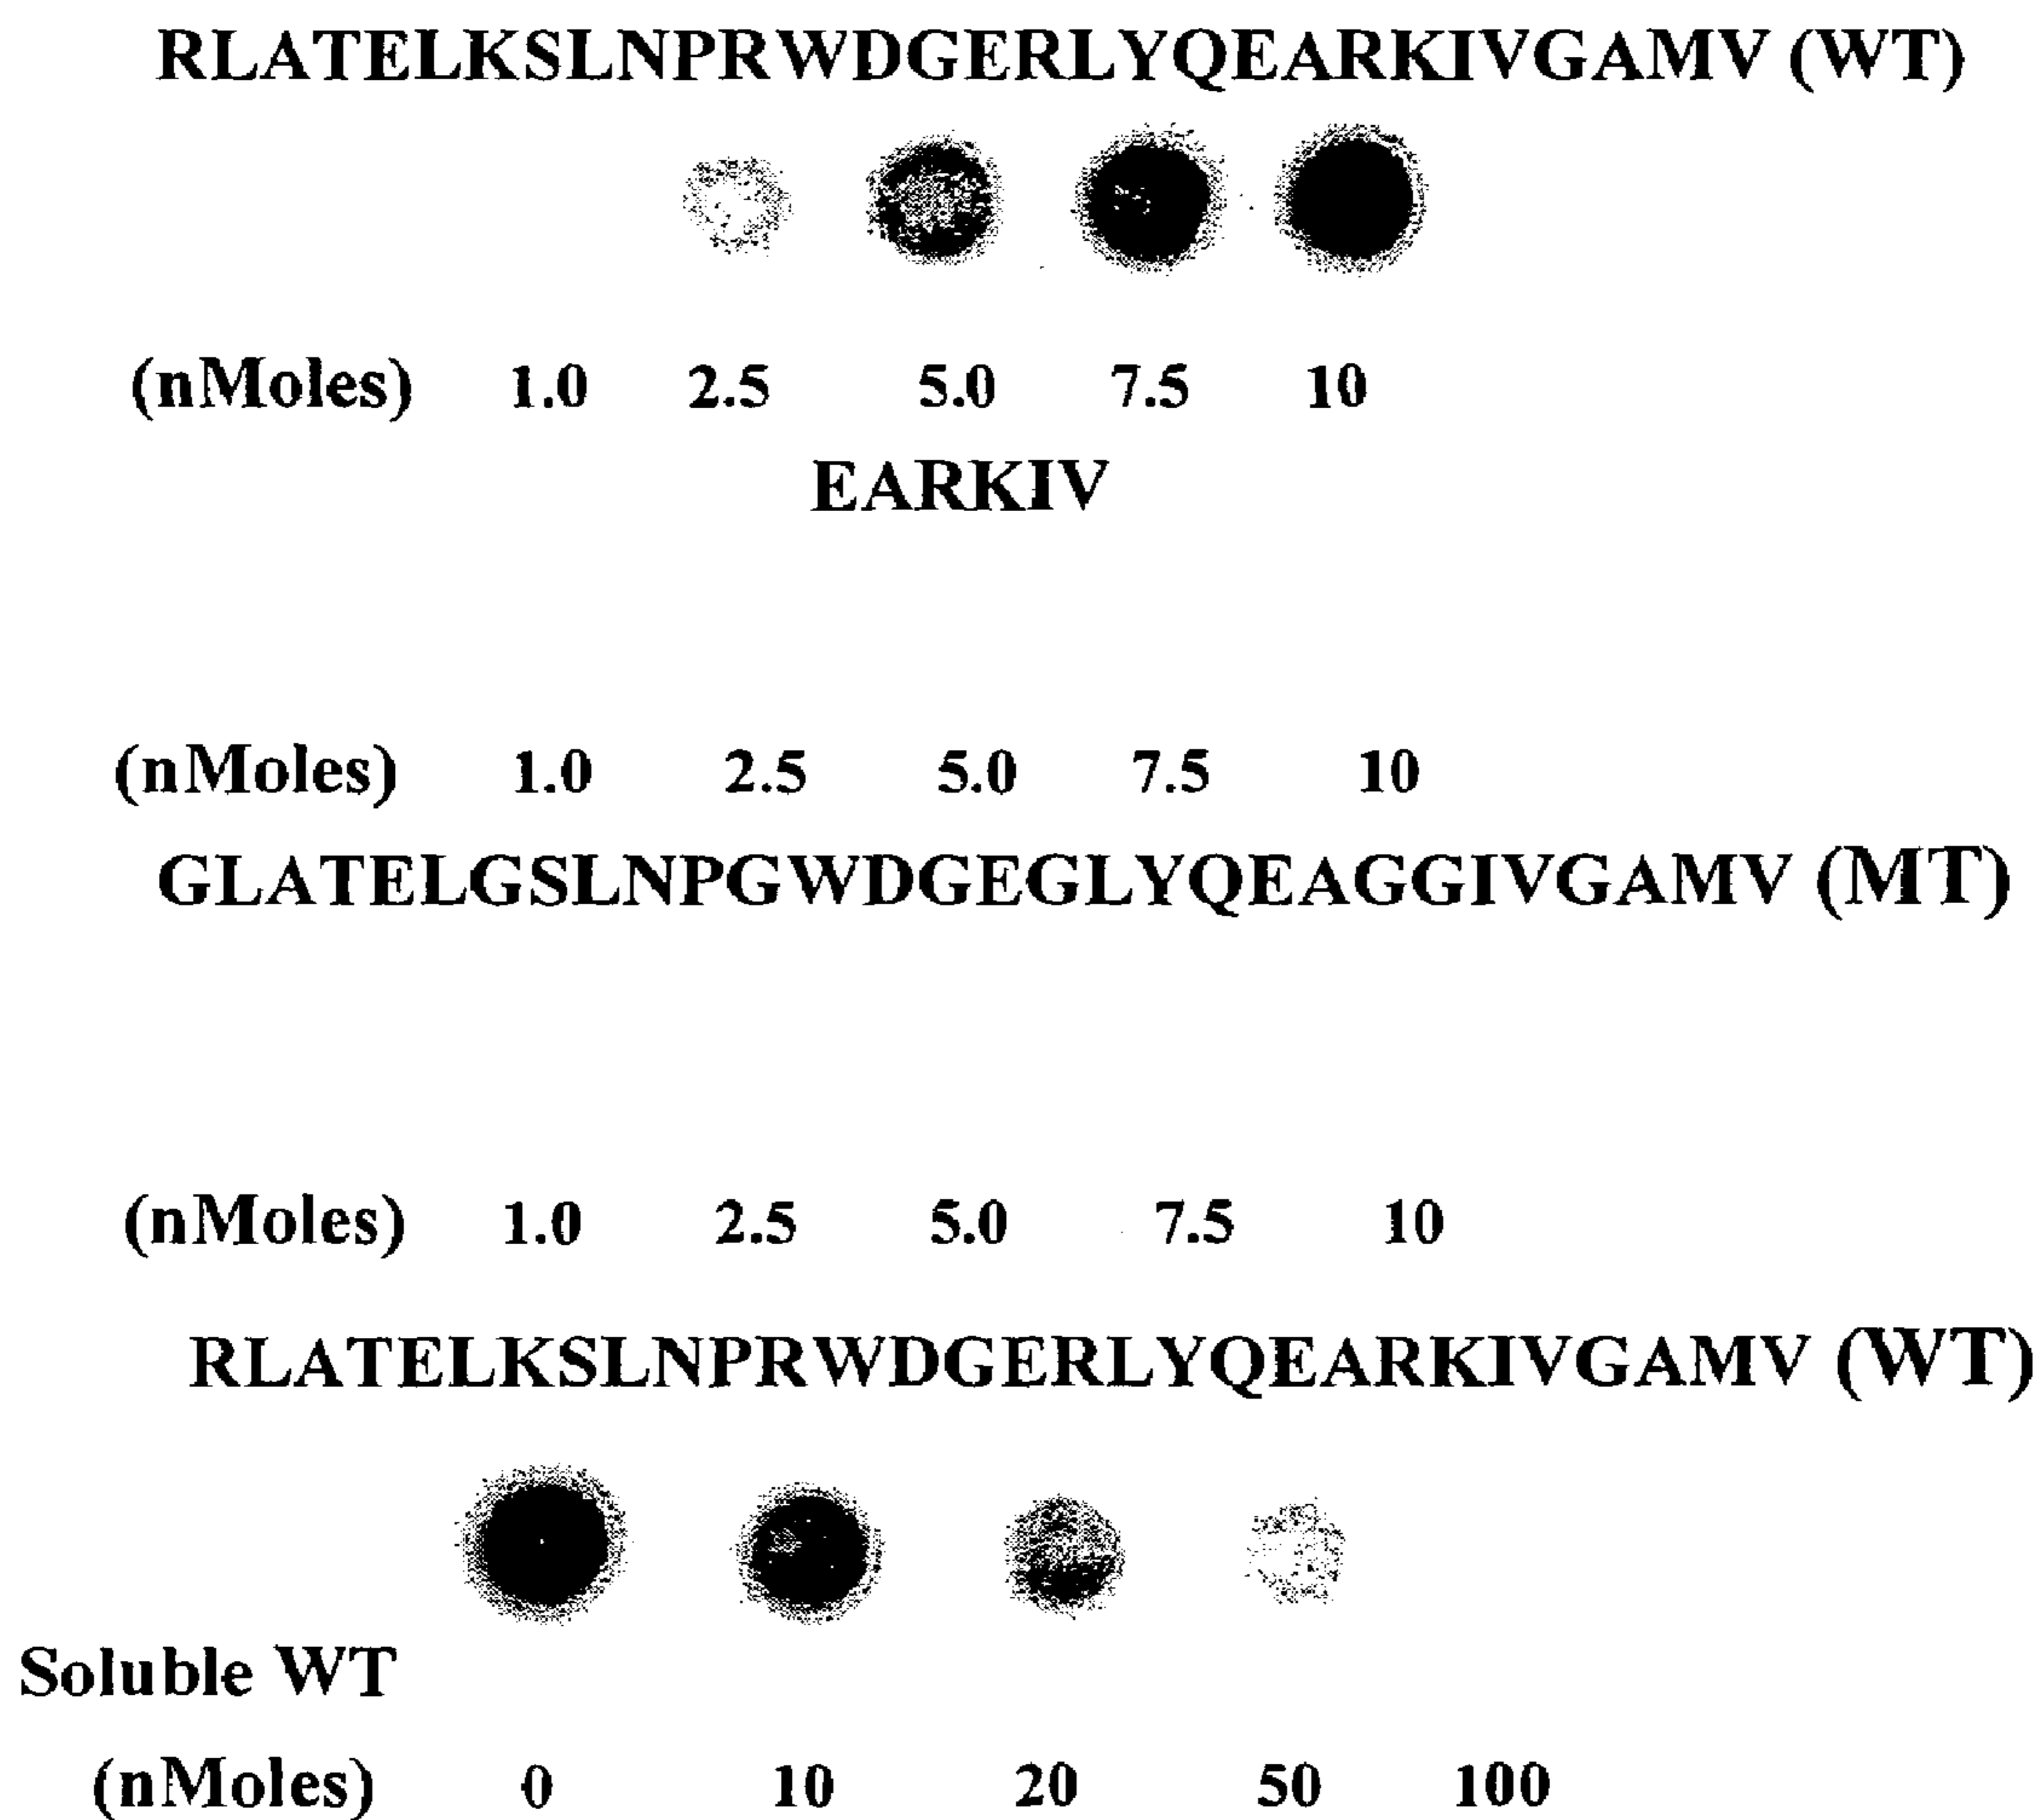 RLATELKSLNPRWDGERLYQEARKIVGAMV (WT)
(nMoles) 1.0 2.5 5.0 7.5 10
EARKIV
(nMoles) 1.0 2.5 5.0 7.5 10
GLATELGSLNPGWDGEGLYQEAGGIVGAMV (MT)
(nMoles) 1.0 2.5 5.0 7.5 10
RLATELKSLNPRWDGERLYQEARKIVGAMV (WT)
Soluble WT
(nMoles) 0 10 20 50 100